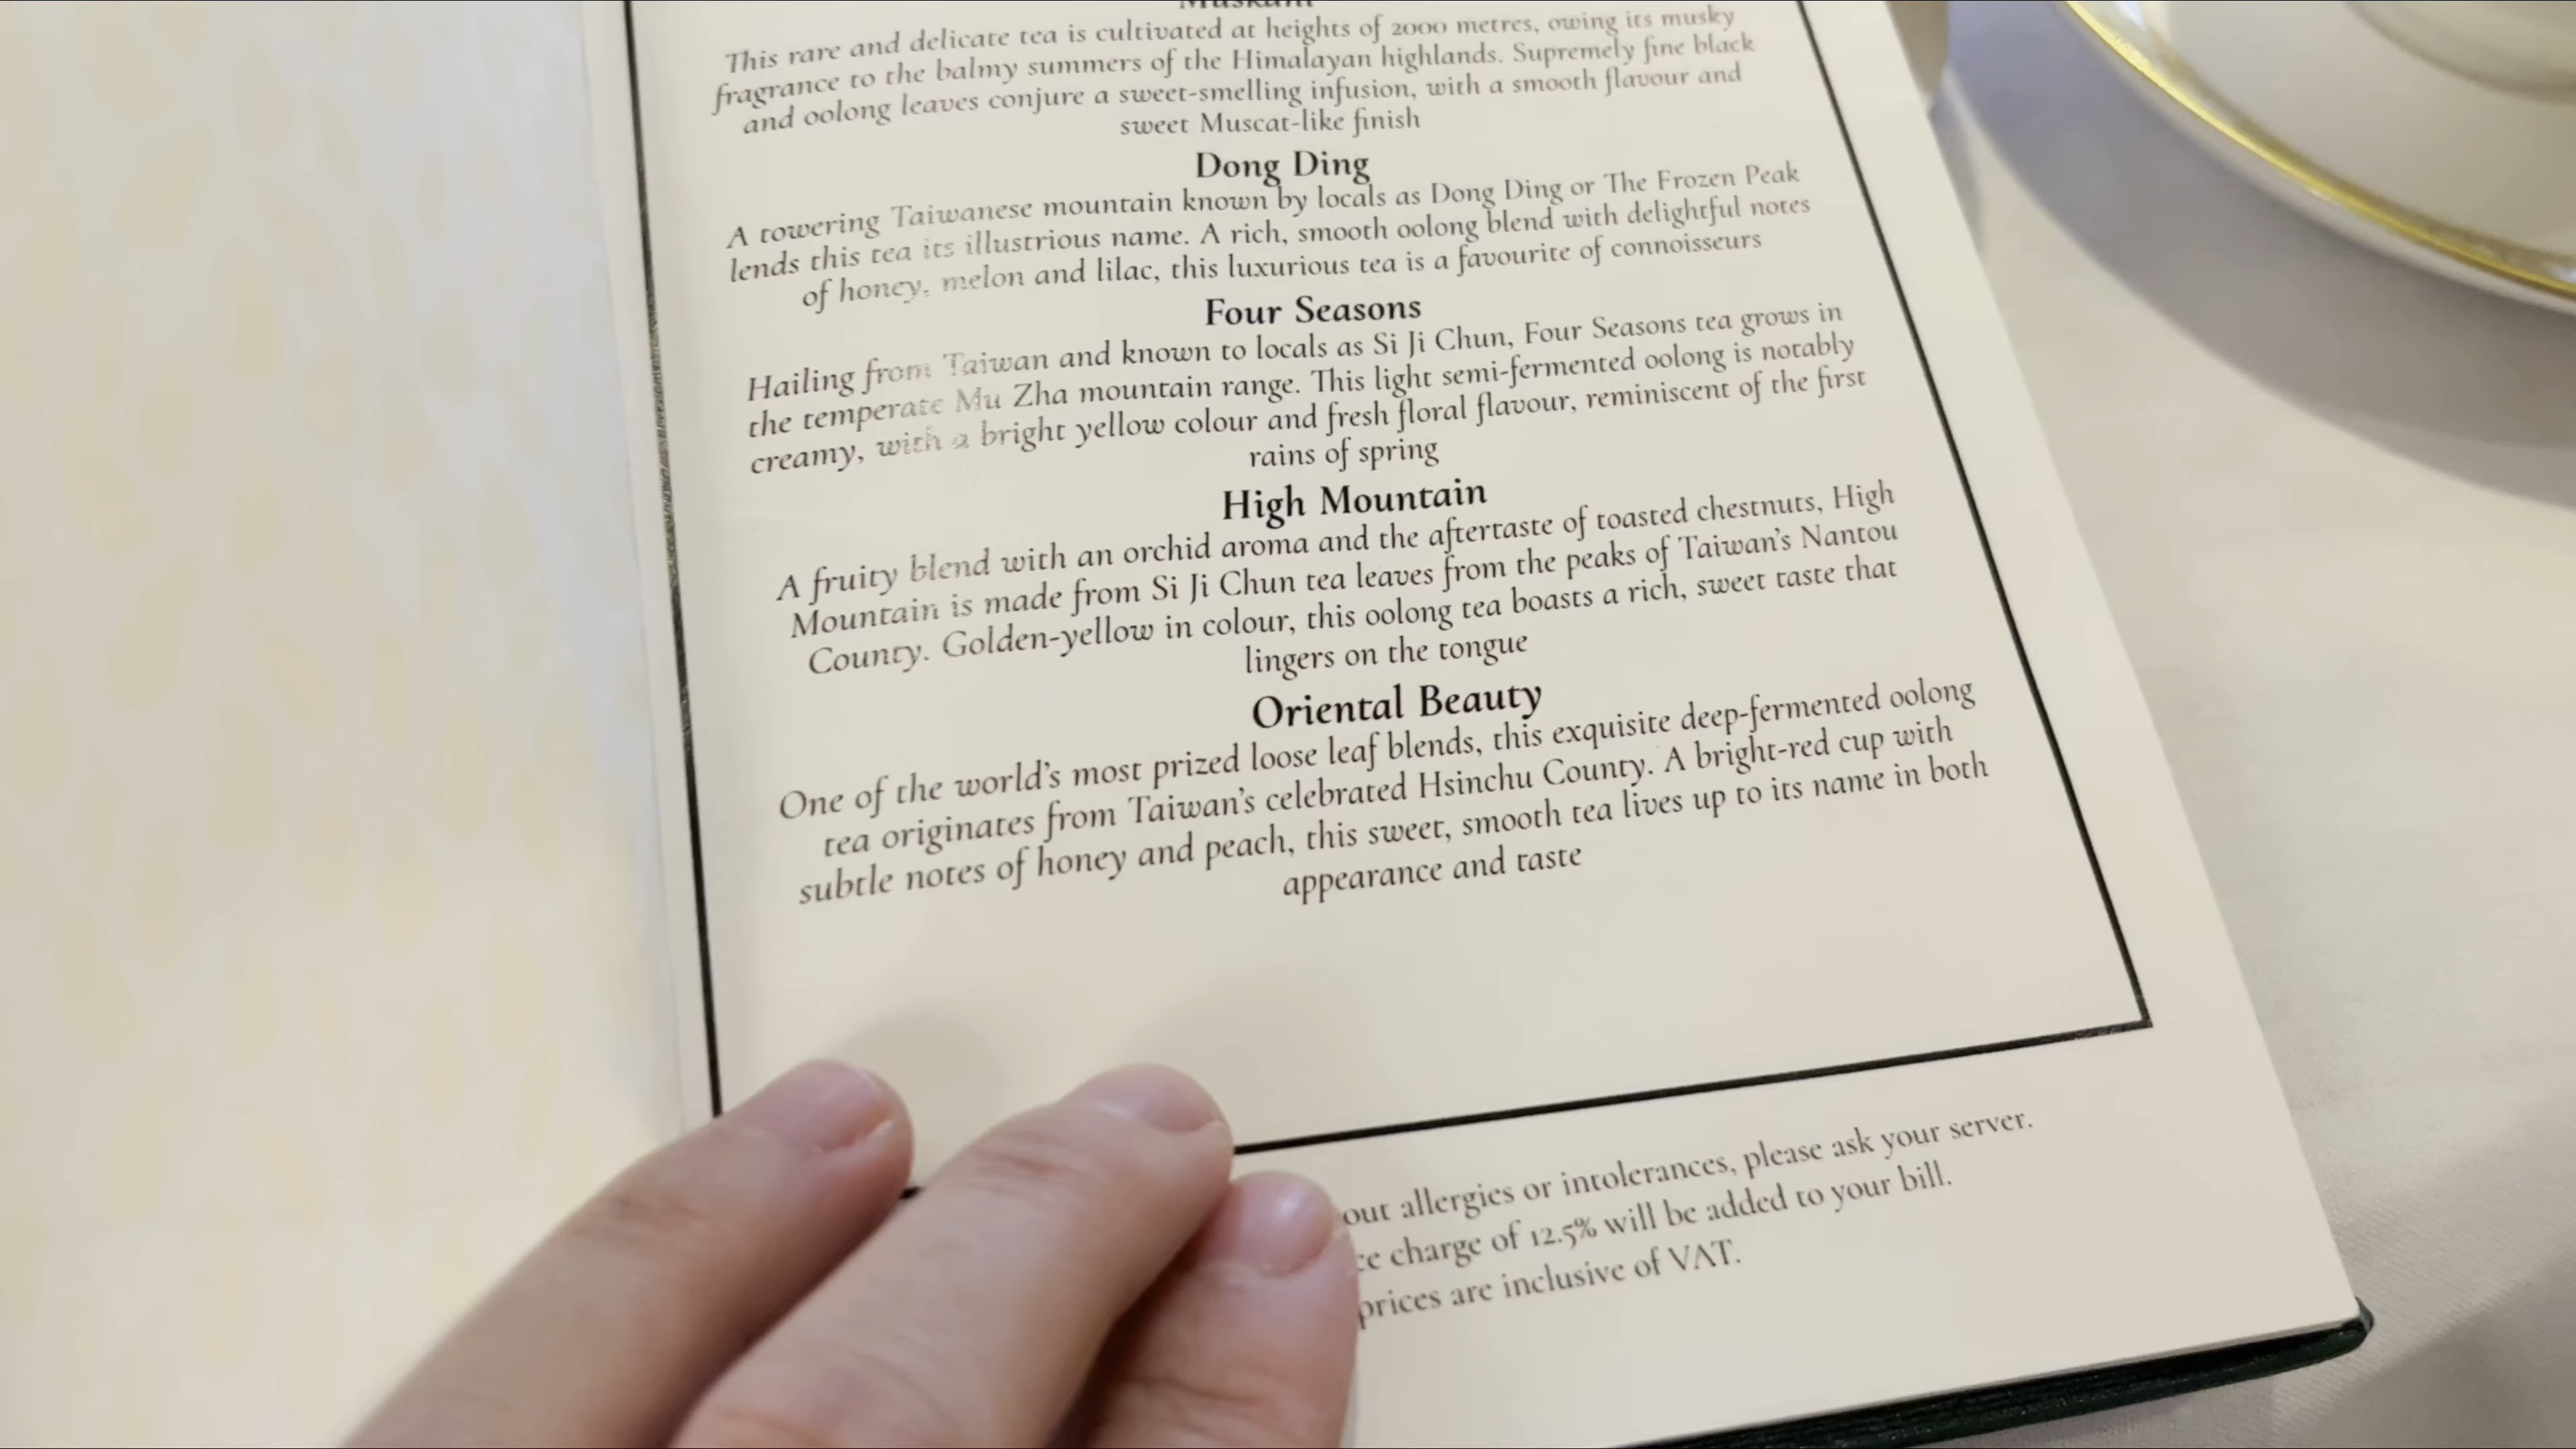 This rare and delicate tea is cultivated at heights of 2000 metres, owing its musky
fragrance to the balmy summers of the Himalayan highlands. Supremely fine black
and oolong leaves conjure a sweet-smelling infusion, with a smooth flavour and
sweet Muscat-like finish
Dong Ding
A towering Taiwanese mountain known by locals as Dong Ding or The Frozen Peak
lends this tea its illustrious name. A rich, smooth oolong blend with delightful notes
of honey, melon and lilac, this luxurious tea is a favourite of connoisseurs
Four Seasons
Hailing from Taiwan and known to locals as Si Ji Chun, Four Seasons tea grows in
the temperate Mu Zha mountain range. This light semi-fermented oolong is notably
creamy, with a bright yellow colour and fresh floral flavour, reminiscent of the first
rains of spring
High Mountain
A fruity blend with an orchid aroma and the aftertaste of toasted chestnuts, High
Mountain is made from Si Ji Chun tea leaves from the peaks of Taiwan's Nantou
County. Golden-yellow in colour, this oolong tea boasts a rich, sweet taste that
lingers on the tongue
Oriental Beauty
One of the world's most prized loose leaf blends, this exquisite deep-fermented oolong
tea originates from Taiwan's celebrated Hsinchu County. A bright-red cup with
subtle notes of honey and peach, this sweet, smooth tea lives up to its name in both
appearance and taste
out allergies or intolerances, please ask your server.
ce charge of 12.5% will be added to your bill.
prices are inclusive of VAT.